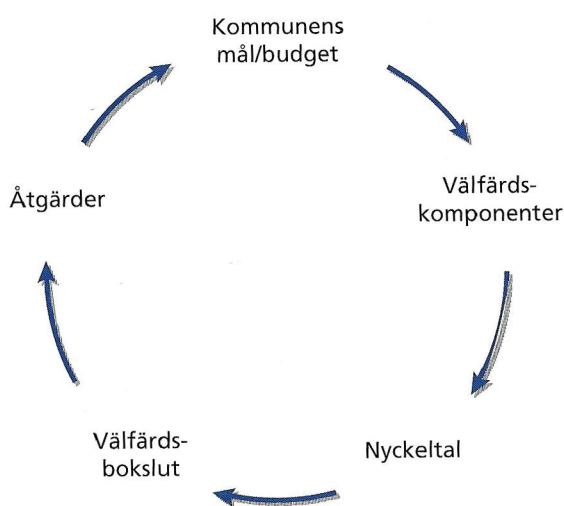 Kommunens
mål/budget
Välfärds-
komponenter
Nyckeltal
Välfärds-
bokslut
Åtgärder